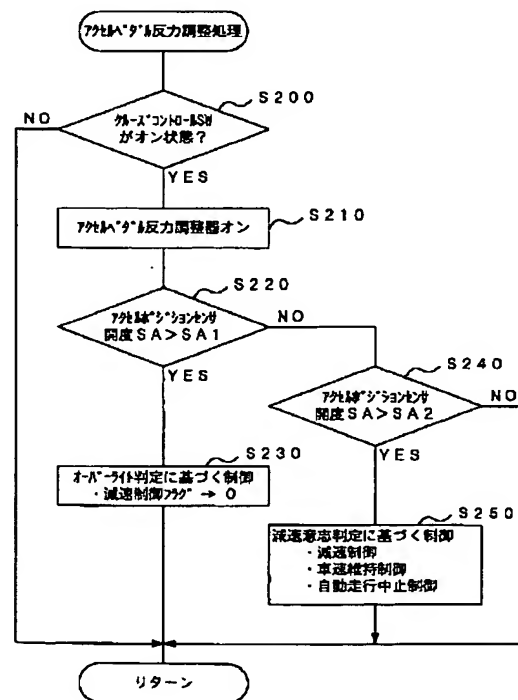 アクセルペダル反力調整処理
S200
NO
クルーズコントロールSW
がオン状態？
YES
S210
アクセルペダル反力調整器オン
S220
アクセルポジションセンサ
開度SA>SA1
NO
YES
S240
アクセルポジションセンサ
開度SA>SA2
NO
YES
S230
オーバーライト判定に基づく制御
・減速制御フラグ → 0
S250
減速意志判定に基づく制御
・減速制御
・車速維持制御
・自動走行中止制御
リターン